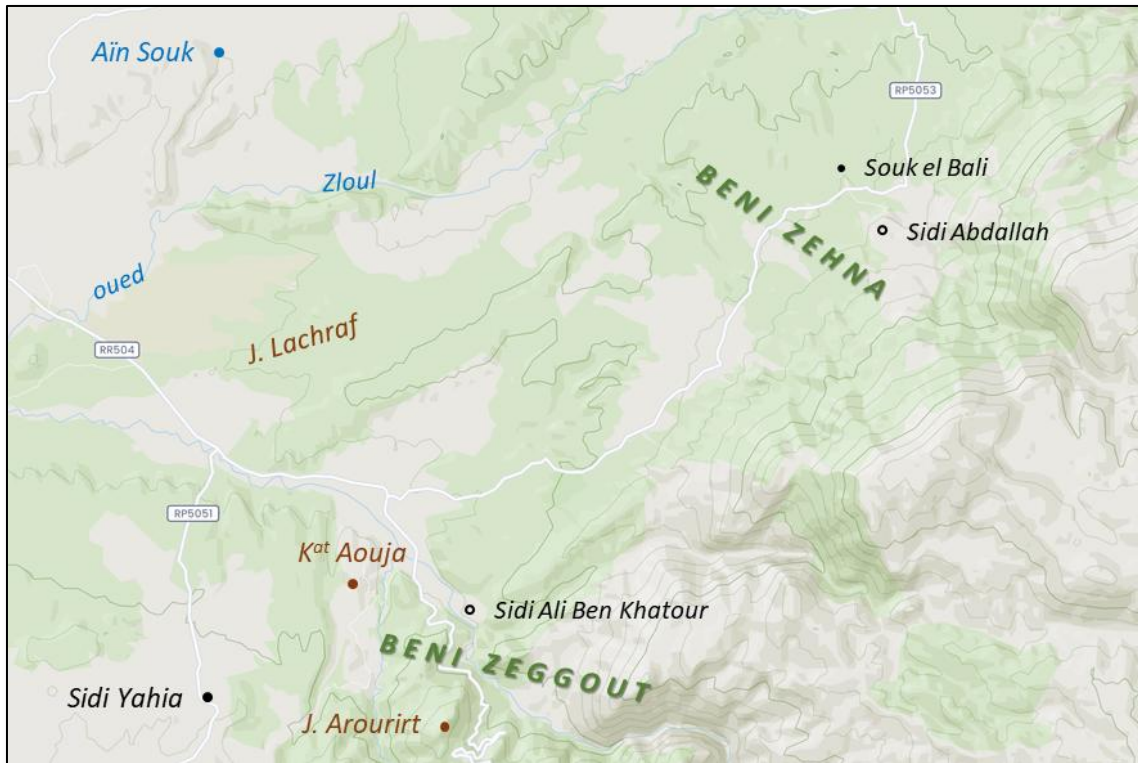 Aïn Souk
RP5053
Souk el Bali
Zloul
BENI ZEHNA
Sidi Abdallah
oued
J. Lachraf
RR504
RP5051
Kᵃᵗ Aouja
Sidi Ali Ben Khatour
BENI ZEGGOUT
Sidi Yahia
J. Arourirt